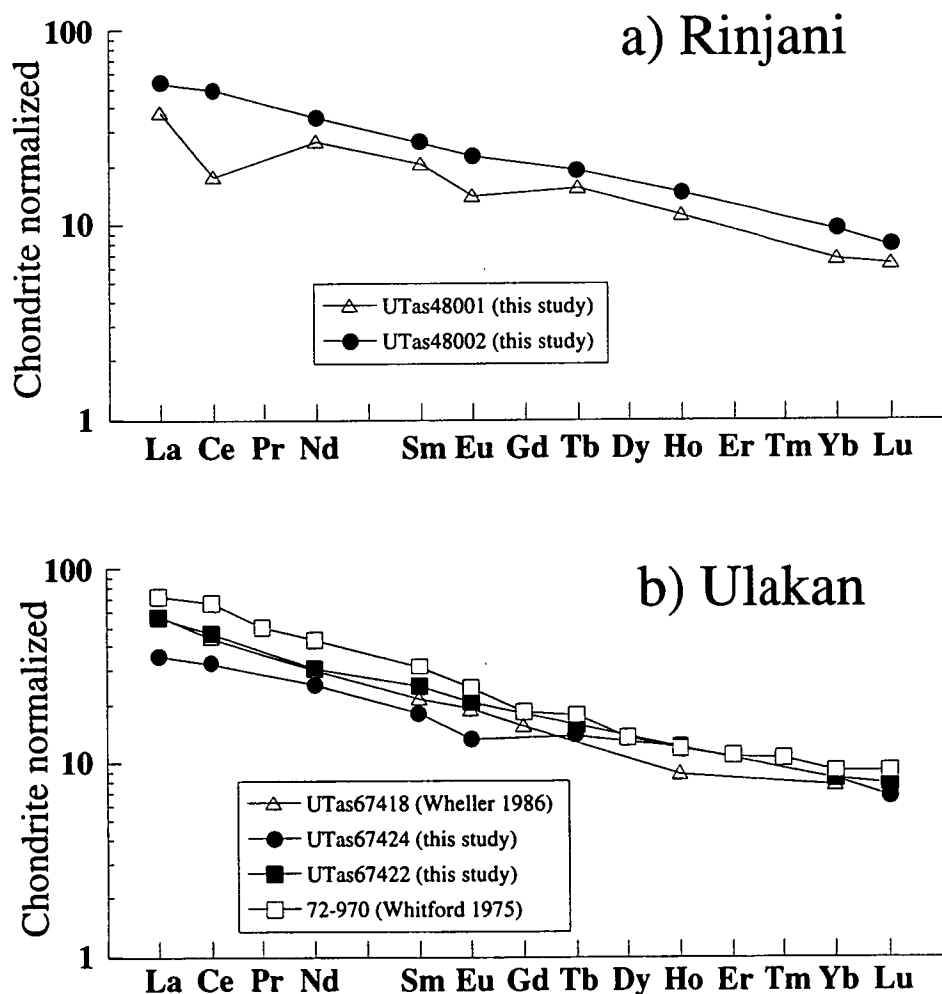 a) Rinjani
Chondrite normalized
100
10
1
UTas48001 (this study)
UTas48002 (this study)
La Ce Pr Nd Sm Eu Gd Tb Dy Ho Er Tm Yb Lu
b) Ulakan
Chondrite normalized
100
10
1
UTas67418 (Wheller 1986)
UTas67424 (this study)
UTas67422 (this study)
72-970 (Whitford 1975)
La Ce Pr Nd Sm Eu Gd Tb Dy Ho Er Tm Yb Lu